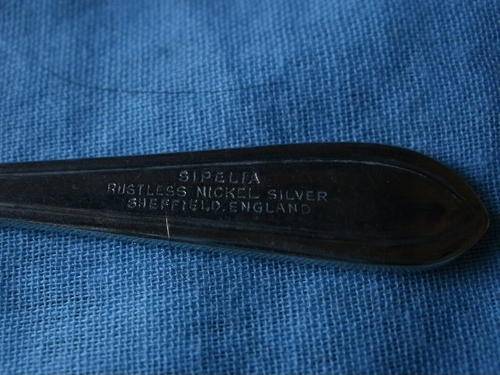 SIPELIA
RUSTLESS NICKEL SILVER
SHEFFIELD, ENGLAND